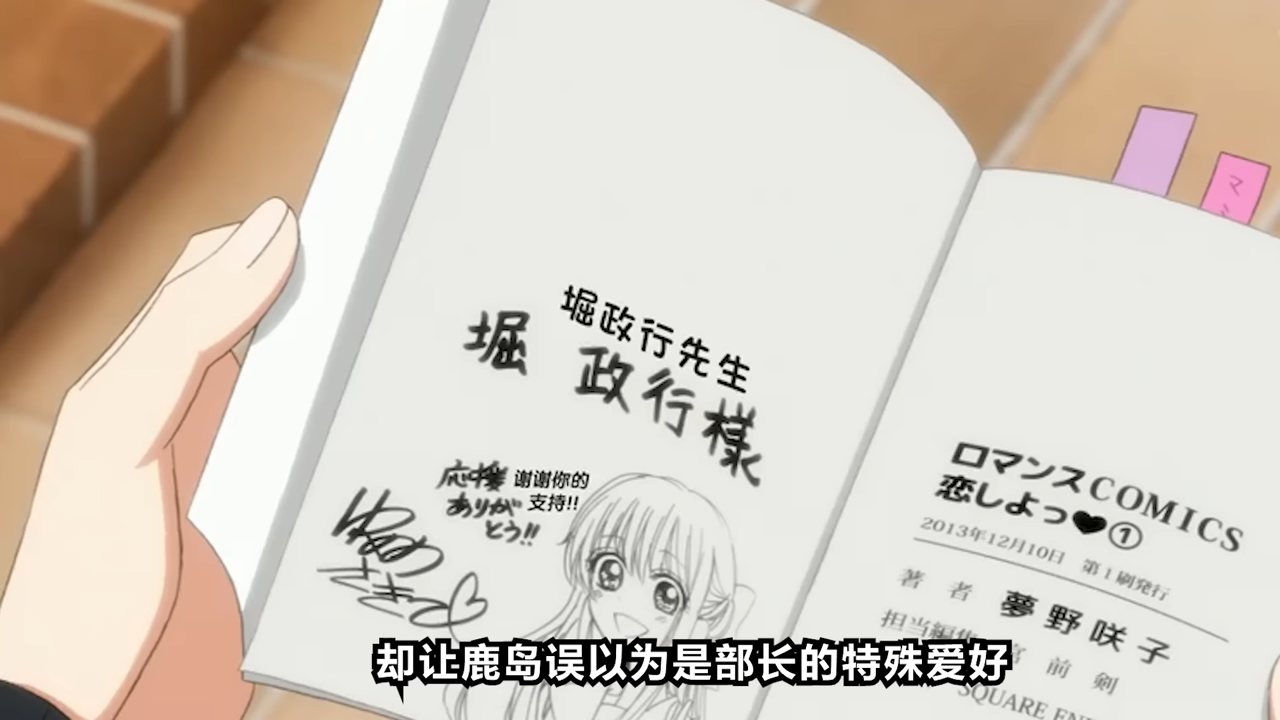 堀政行先生
堀 政行様
応援
ありがとう!!
谢谢你的
支持!!
ゆめの
さきこ
マ
ロマンスCOMICS
恋しよっ♥①
2013年12月10日 第1刷発行
著者 夢野咲子
担当編集 宮前剣
SQUARE EN
却让鹿岛误以为是部长的特殊爱好